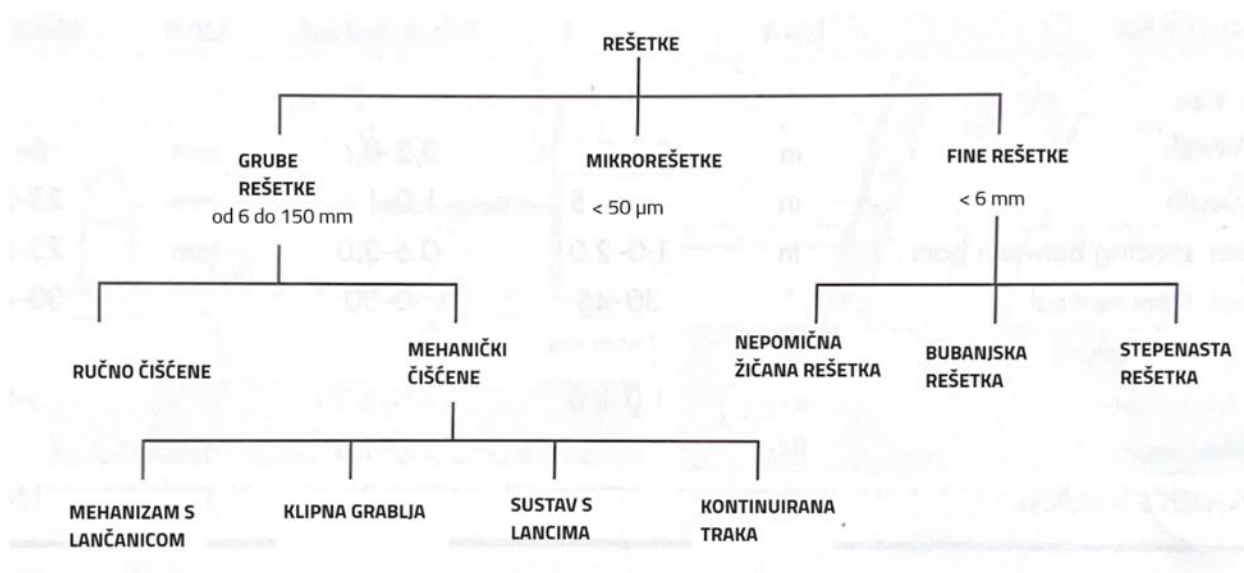 REŠETKE
GRUBE
REŠETKE
od 6 do 150 mm
MIKROREŠETKE
< 50 µm
FINE REŠETKE
< 6 mm
RUČNO ČIŠĆENE
MEHANIČKI
ČIŠĆENE
NEPOMIČNA
ŽIČANA REŠETKA
BUBANJSKA
REŠETKA
STEPENASTA
REŠETKA
MEHANIZAM S
LANČANICOM
KLIPNA GRABLJA
SUSTAV S
LANCIMA
KONTINUIRANA
TRAKA